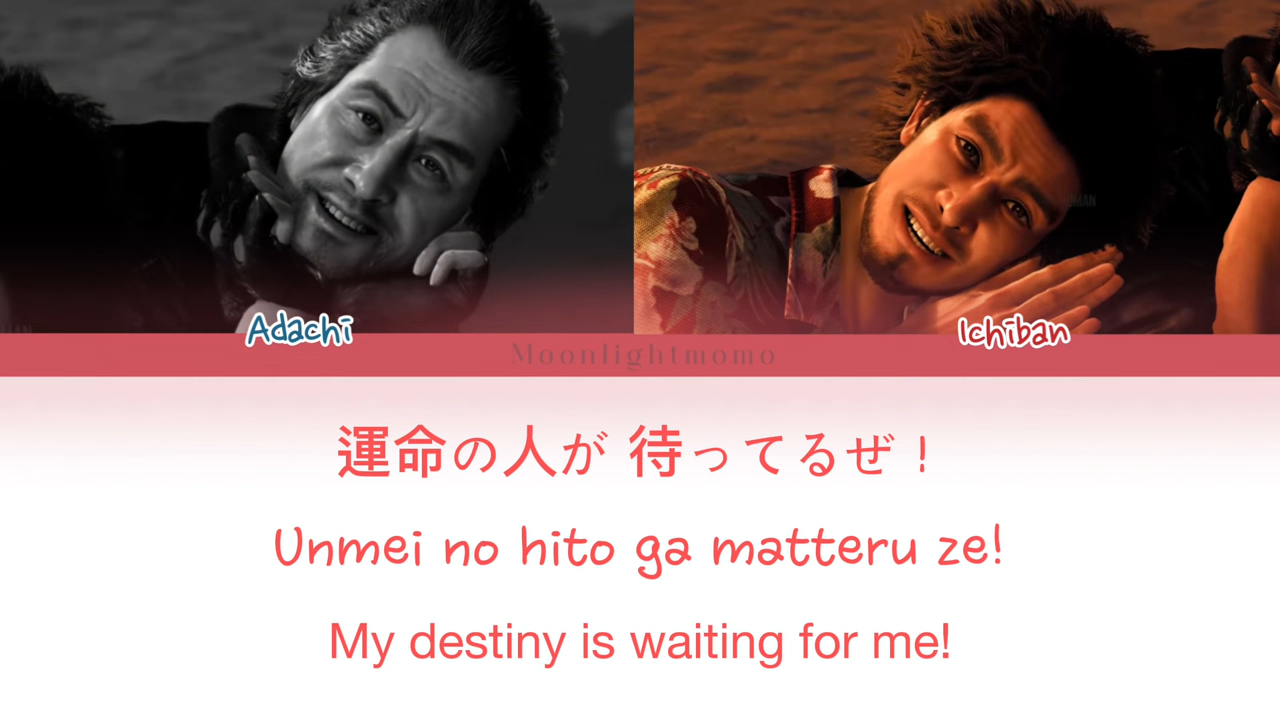 Adachi
Ichiban
Moonlightmomo
運命の人が 待ってるぜ！
Unmei no hito ga matteru ze!
My destiny is waiting for me!